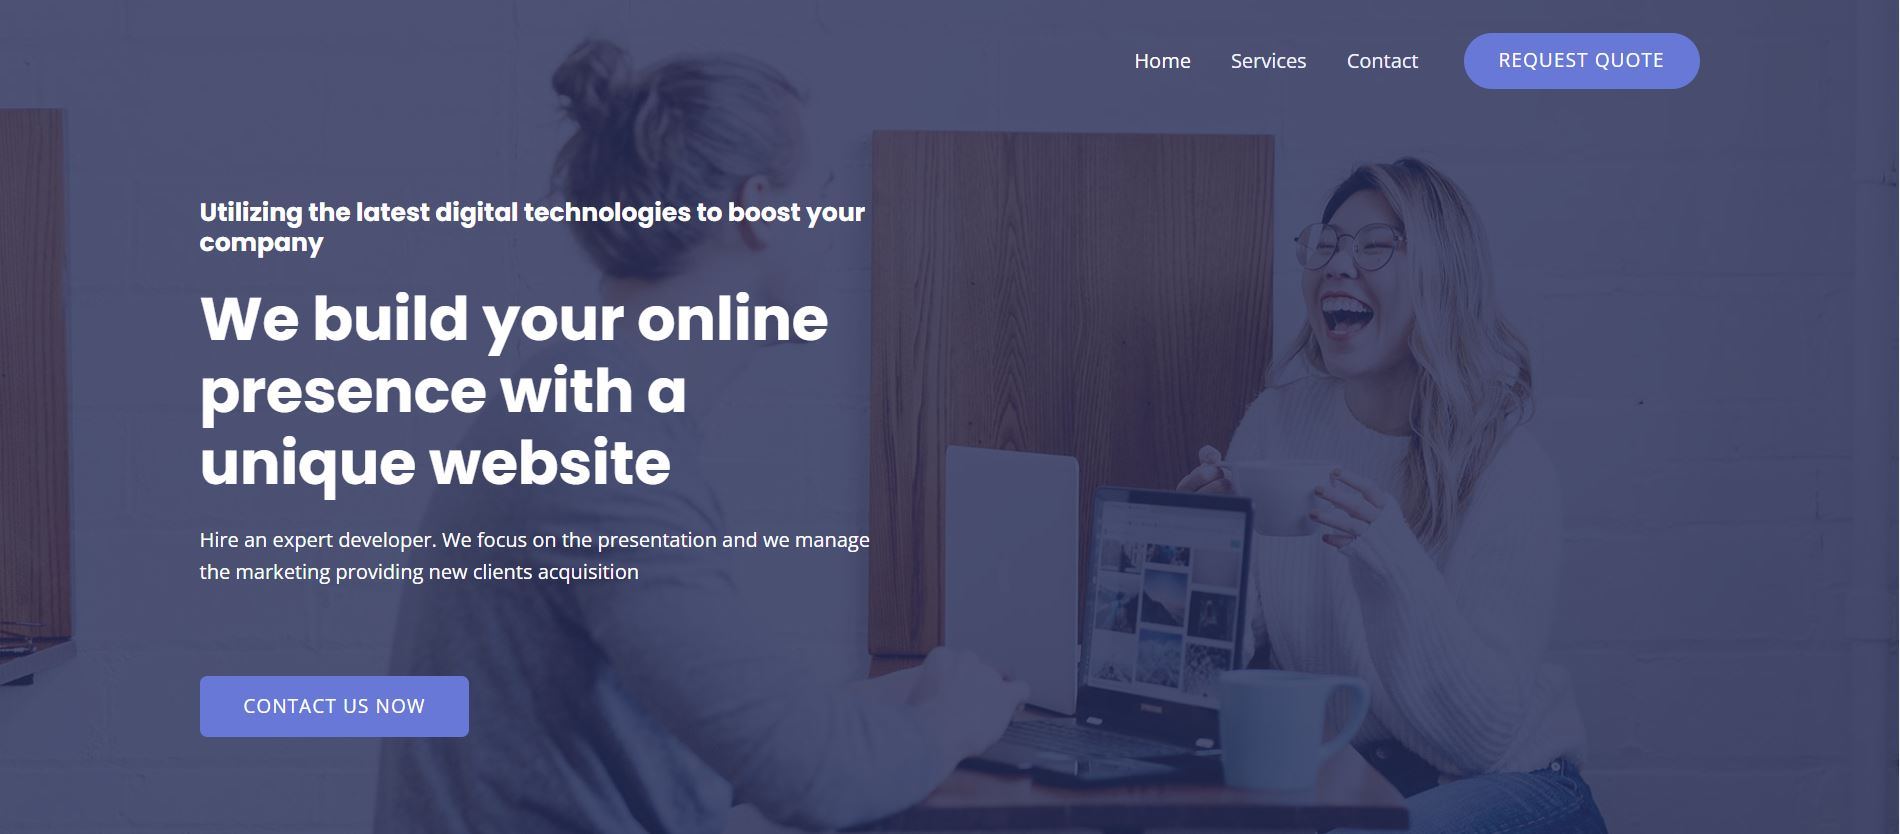 Home Services Contact REQUEST QUOTE
Utilizing the latest digital technologies to boost your
company
We build your online
presence with a
unique website
Hire an expert developer. We focus on the presentation and we manage
the marketing providing new clients acquisition
CONTACT US NOW